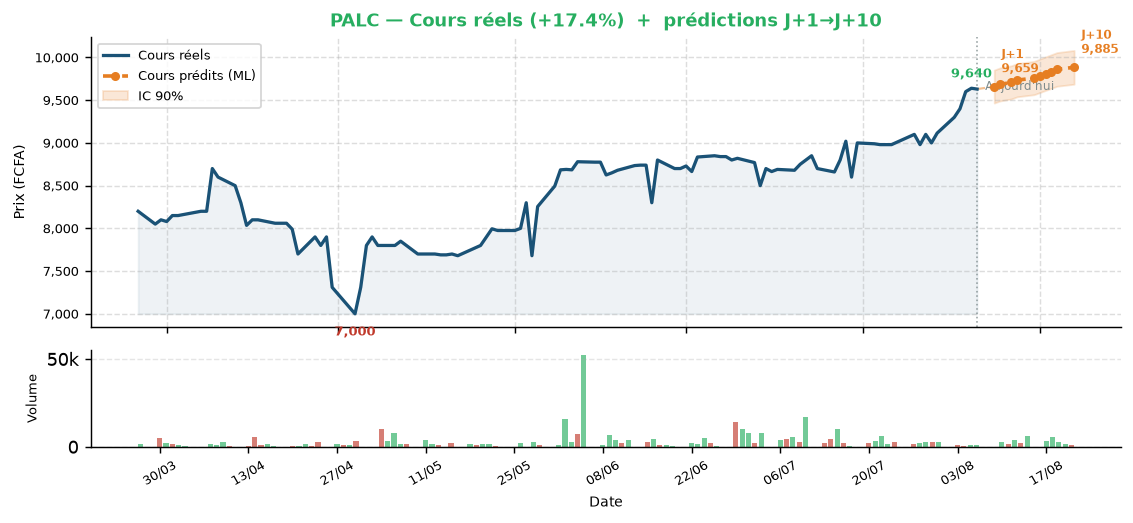 PALC — Cours réels (+17.4%) + prédictions J+1→J+10
Cours réels
Cours prédits (ML)
IC 90%
Prix (FCFA)
10,000
9,500
9,000
8,500
8,000
7,500
7,000
7,000
9,640
J+1
9,659
Aujourd'hui
J+10
9,885
Volume
50k
0
30/03
13/04
27/04
11/05
25/05
08/06
22/06
06/07
20/07
03/08
17/08
Date